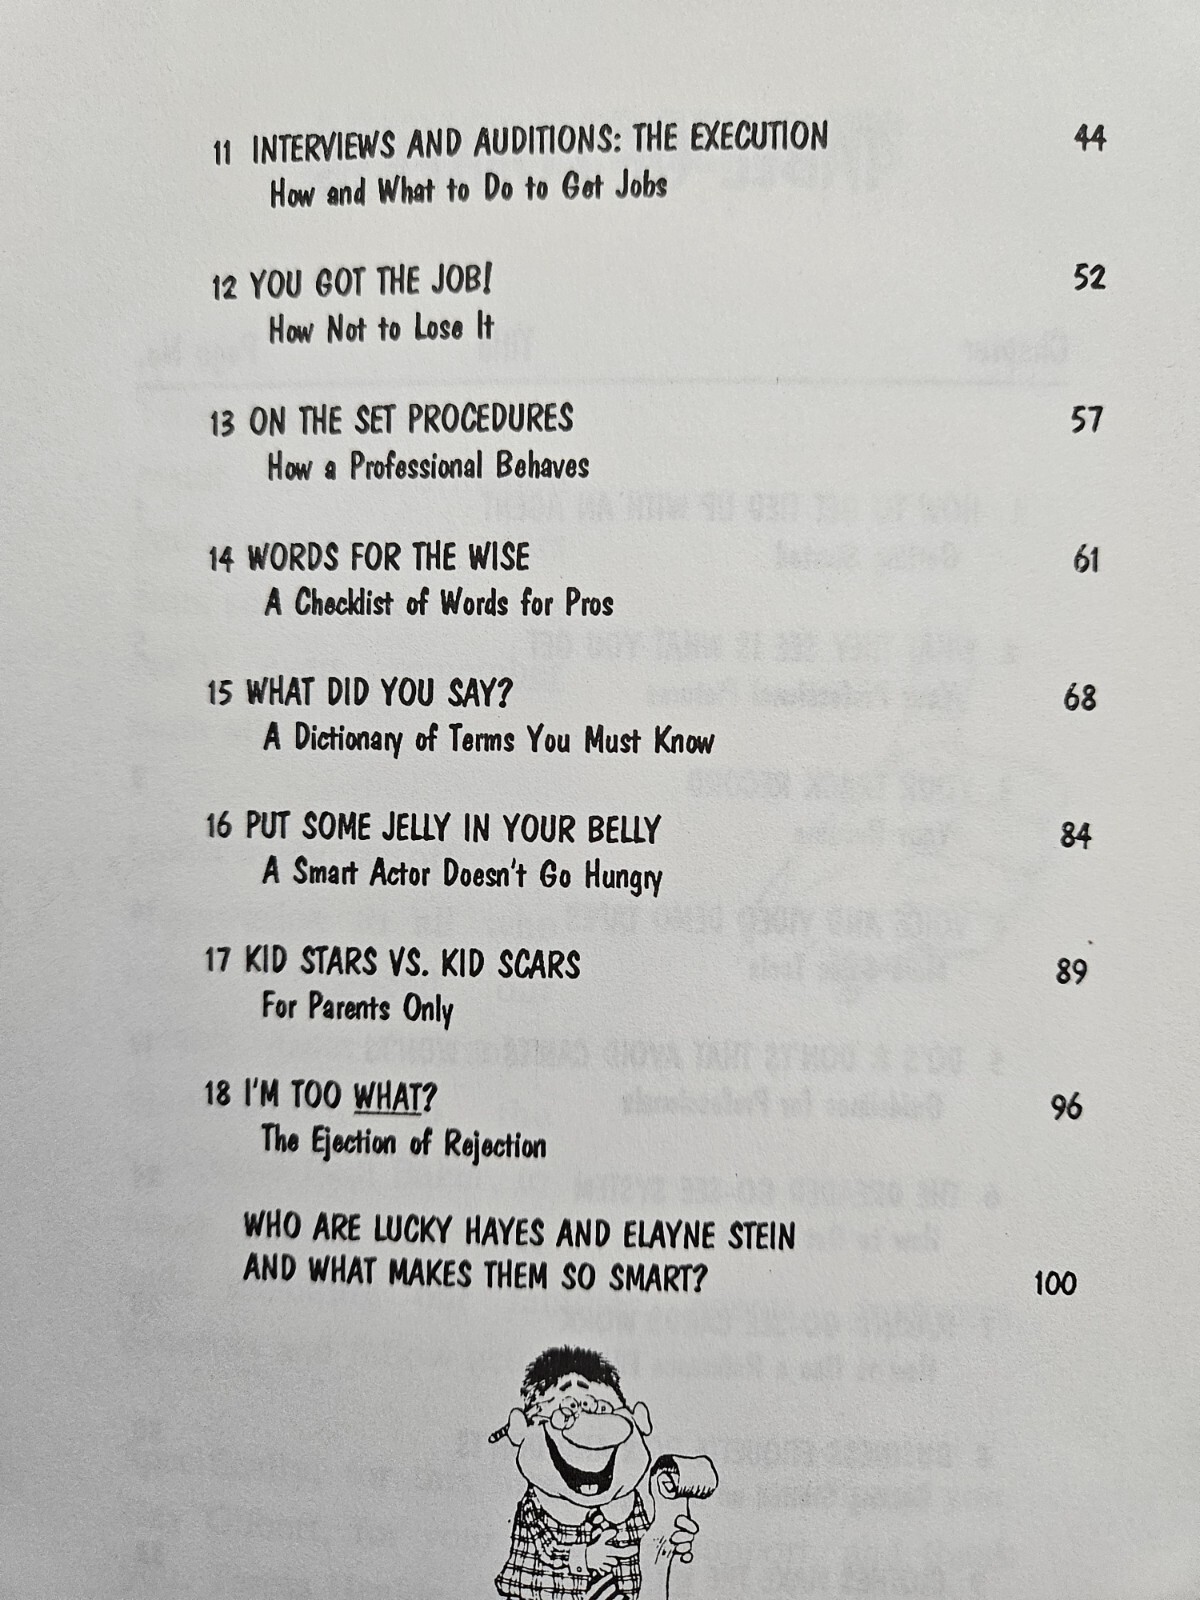 11 INTERVIEWS AND AUDITIONS: THE EXECUTION 44
How and What to Do to Get Jobs
12 YOU GOT THE JOB! 52
How Not to Lose It
13 ON THE SET PROCEDURES 57
How a Professional Behaves
14 WORDS FOR THE WISE 61
A Checklist of Words for Pros
15 WHAT DID YOU SAY? 68
A Dictionary of Terms You Must Know
16 PUT SOME JELLY IN YOUR BELLY 84
A Smart Actor Doesn't Go Hungry
17 KID STARS VS. KID SCARS 89
For Parents Only
18 I'M TOO WHAT? 96
The Ejection of Rejection
WHO ARE LUCKY HAYES AND ELAYNE STEIN
AND WHAT MAKES THEM SO SMART? 100